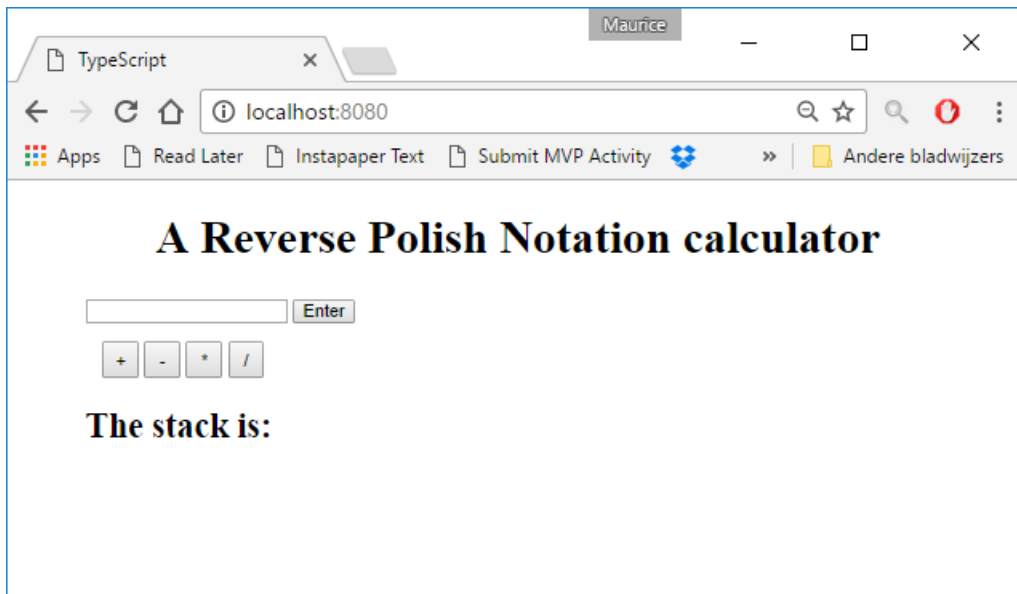 Maurice
TypeScript
localhost:8080
Apps Read Later Instapaper Text Submit MVP Activity » Andere bladwijzers
A Reverse Polish Notation calculator
Enter
+ - * /
The stack is: